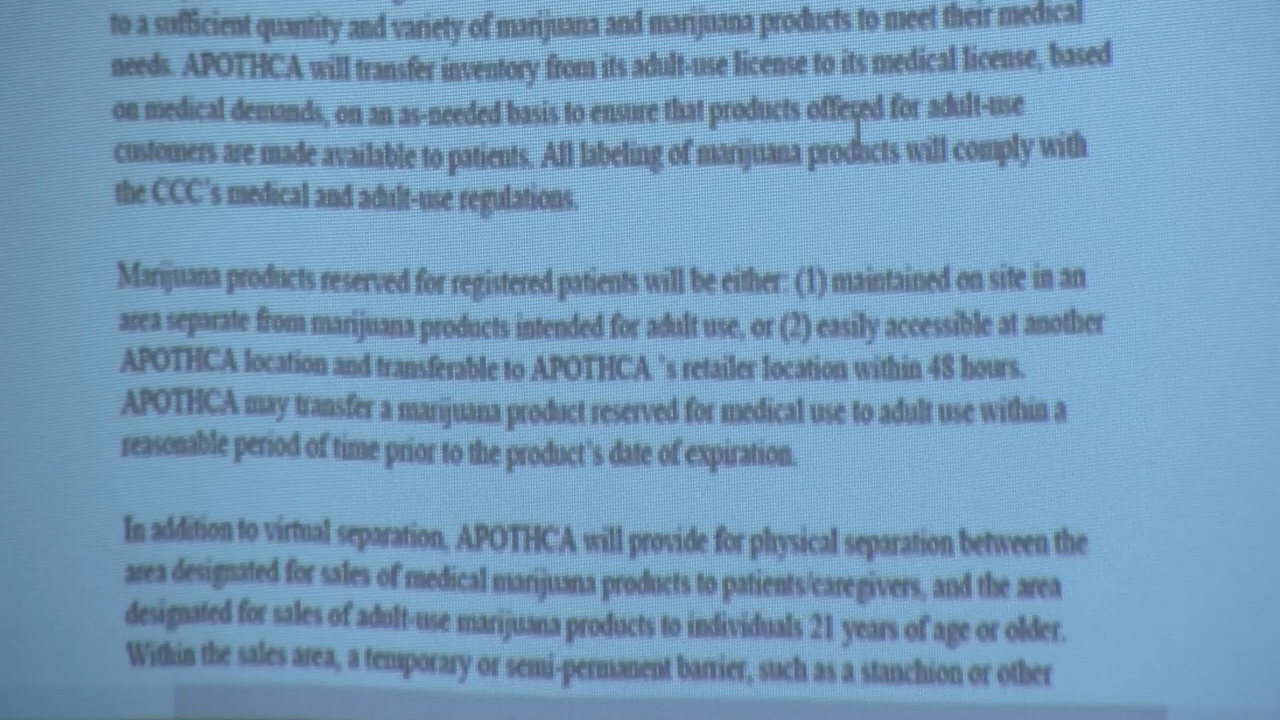 to a sufficient quantity and variety of marijuana and marijuana products to meet their medical
needs. APOTHCA will transfer inventory from its adult-use license to its medical license, based
on medical demands, on an as-needed basis to ensure that products offered for adult-use
customers are made available to patients. All labeling of marijuana products will comply with
the CCC's medical and adult-use regulations.
Marijuana products reserved for registered patients will be either: (1) maintained on site in an
area separate from marijuana products intended for adult use, or (2) easily accessible at another
APOTHCA location and transferable to APOTHCA 's retailer location within 48 hours.
APOTHCA may transfer a marijuana product reserved for medical use to adult use within a
reasonable period of time prior to the product's date of expiration.
In addition to virtual separation, APOTHCA will provide for physical separation between the
area designated for sales of medical marijuana products to patients/caregivers, and the area
designated for sales of adult-use marijuana products to individuals 21 years of age or older.
Within the sales area, a temporary or semi-permanent barrier, such as a stanchion or other